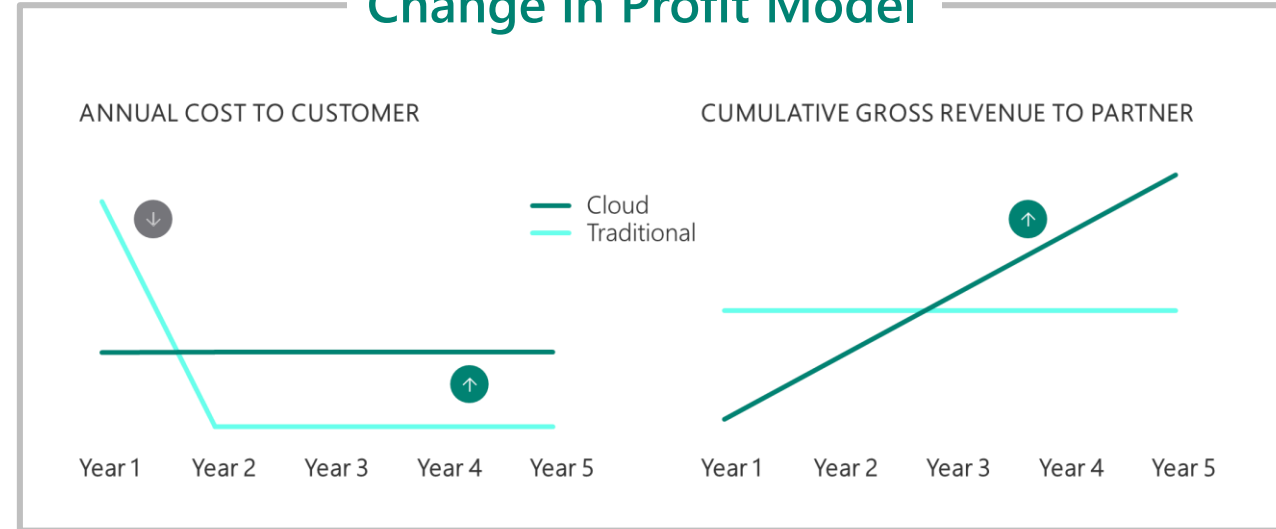 Change in Profit Model
ANNUAL COST TO CUSTOMER
CUMULATIVE GROSS REVENUE TO PARTNER
Cloud
Traditional
Year 1 Year 2 Year 3 Year 4 Year 5
Year 1 Year 2 Year 3 Year 4 Year 5